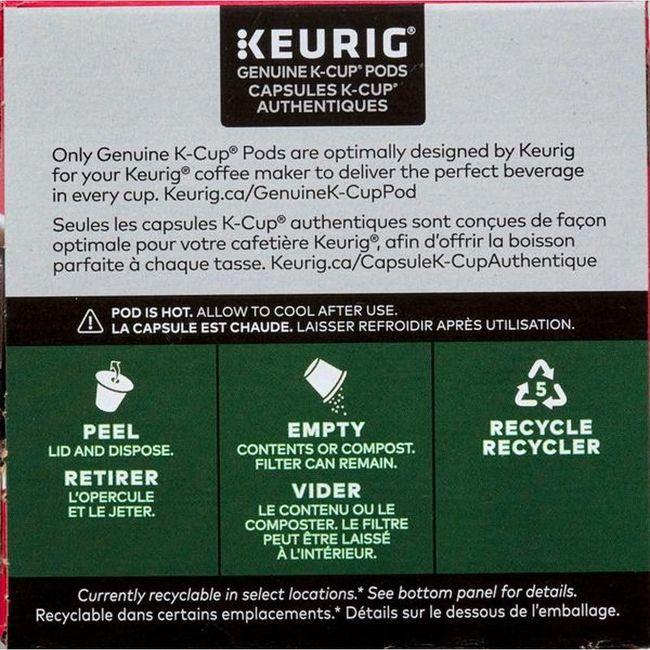 KEURIG®
GENUINE K-CUP® PODS
CAPSULES K-CUP®
AUTHENTIQUES
Only Genuine K-Cup® Pods are optimally designed by Keurig
for your Keurig® coffee maker to deliver the perfect beverage
in every cup. Keurig.ca/GenuineK-CupPod
Seules les capsules K-Cup® authentiques sont conçues de façon
optimale pour votre cafetière Keurig®, afin d'offrir la boisson
parfaite à chaque tasse. Keurig.ca/CapsuleK-CupAuthentique
POD IS HOT. ALLOW TO COOL AFTER USE.
LA CAPSULE EST CHAUDE. LAISSER REFROIDIR APRÈS UTILISATION.
PEEL
LID AND DISPOSE.
RETIRER
L'OPERCULE
ET LE JETER.
EMPTY
CONTENTS OR COMPOST.
FILTER CAN REMAIN.
VIDER
LE CONTENU OU LE
COMPOSTER. LE FILTRE
PEUT ÊTRE LAISSÉ
À L'INTÉRIEUR.
5
RECYCLE
RECYCLER
Currently recyclable in select locations.* See bottom panel for details.
Recyclable dans certains emplacements.* Détails sur le dessous de l'emballage.